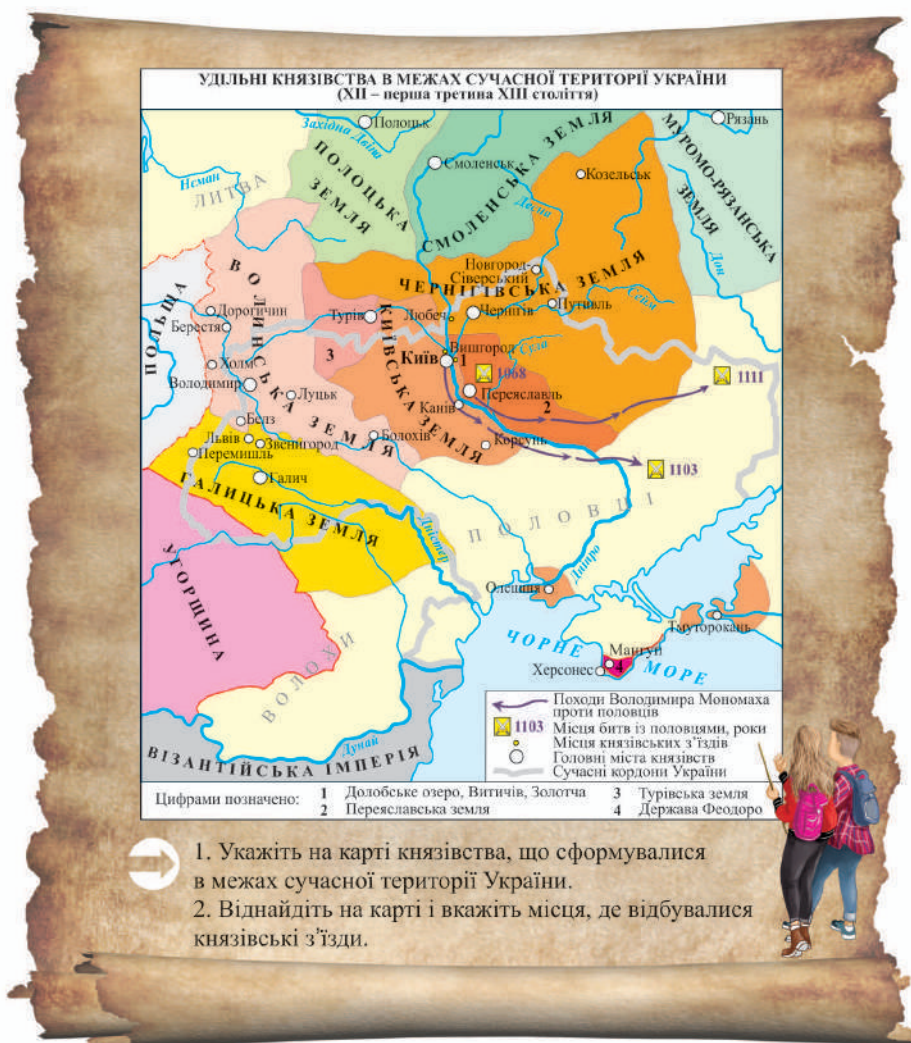 УДІЛЬНІ КНЯЗІВСТВА В МЕЖАХ СУЧАСНОЇ ТЕРИТОРІЇ УКРАЇНИ
(XII – перша третина XIII століття)
Полоцьк
Західна Двіна
Рязань
Смоленськ
Козельськ
Неман
ЛИТВА
ПОЛОЦЬКА ЗЕМЛЯ
СМОЛЕНСЬКА ЗЕМЛЯ
МУРОМО-РЯЗАНСЬКА ЗЕМЛЯ
Десна
Дон
Новгород-
Сіверський
ЧЕРНІГІВСЬКА ЗЕМЛЯ
ПОЛЬЩА
ВОЛИНСЬКА ЗЕМЛЯ
Дорогичин
Берестя
Турів
Любеч
Чернігів
Путивль
Сейм
КИЇВСЬКА ЗЕМЛЯ
3
Вишгород
Сула
Холм
Київ
1
1068
1111
Володимир
Луцьк
Переяславль
2
Канів
Белз
Львів
Звенигород
Болохів
Корсунь
Перемишль
1103
Галич
ГАЛИЦЬКА ЗЕМЛЯ
ПОЛОВЦІ
Дністер
Дніпро
УГОРЩИНА
Олешшя
Тмуторокань
ЧОРНЕ МОРЕ
Мангуп
Херсонес
4
ВОЛОХИ
Дунай
ВІЗАНТІЙСЬКА ІМПЕРІЯ
Походи Володимира Мономаха
проти половців
1103 Місця битв із половцями, роки
Місця князівських з’їздів
Головні міста князівств
Сучасні кордони України
Цифрами позначено:
1 Долобське озеро, Витичів, Золотча
2 Переяславська земля
3 Турівська земля
4 Держава Феодоро
1. Укажіть на карті князівства, що сформувалися
в межах сучасної території України.
2. Віднайдіть на карті і вкажіть місця, де відбувалися
князівські з’їзди.